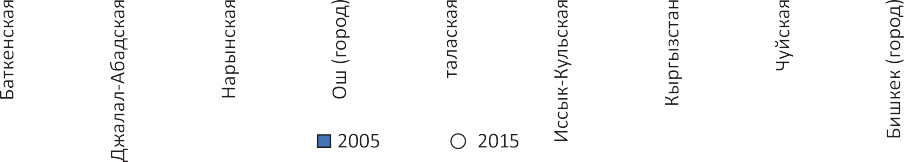 Баткенская
Джалал-Абадская
Нарынская
Ош (город)
талаская
Иссык-Кульская
Кыргызстан
Чуйская
Бишкек (город)
2005
2015